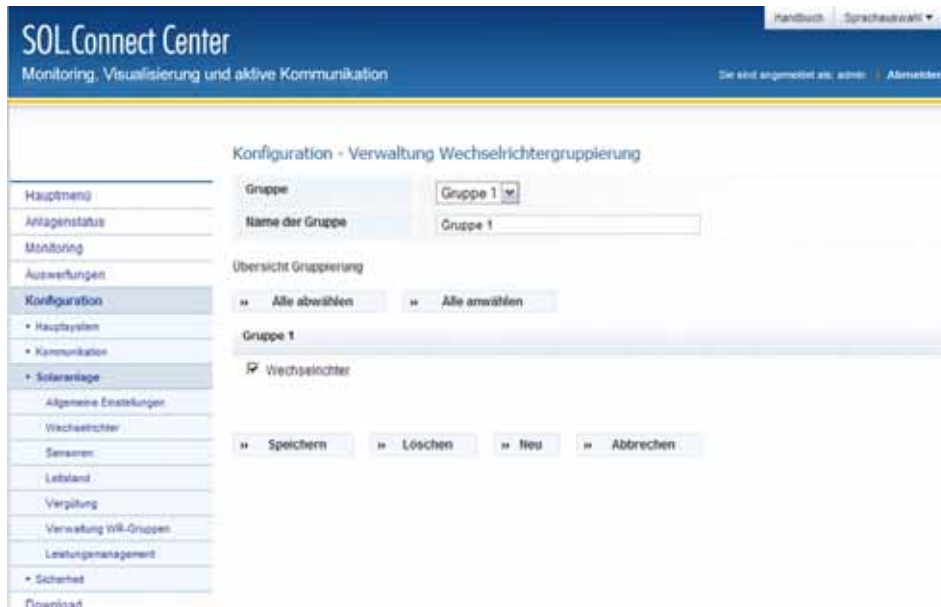 Handbuch Sprachauswahl
SOL.Connect Center
Monitoring, Visualisierung und aktive Kommunikation
Sie sind angemeldet als: admin | Abmelden
Konfiguration - Verwaltung Wechselrichtergruppierung
Gruppe Gruppe 1
Name der Gruppe Gruppe 1
Übersicht Gruppierung
» Alle abwählen » Alle anwählen
Gruppe 1
Wechselrichter
» Speichern » Löschen » Neu » Abbrechen
Hauptmenü
Anlagenstatus
Monitoring
Auswertungen
Konfiguration
• Hauptsystem
• Kommunikation
• Solaranlage
Allgemeine Einstellungen
Wechselrichter
Sensoren
Leitstand
Vergütung
Verwaltung WR-Gruppen
Leistungsmanagement
• Sicherheit
Download